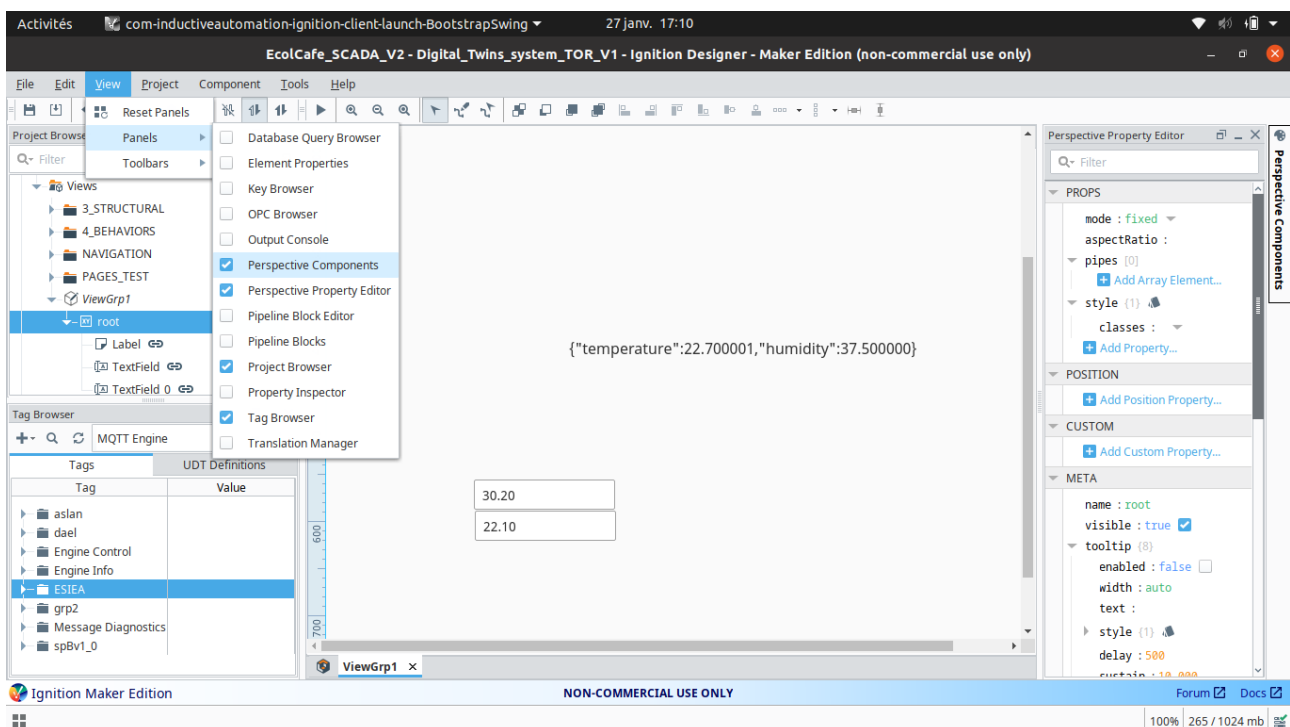 Activités com-inductiveautomation-ignition-client-launch-BootstrapSwing 27 janv. 17:10
EcolCafe_SCADA_V2 - Digital_Twins_system_TOR_V1 - Ignition Designer - Maker Edition (non-commercial use only)
File Edit View Project Component Tools Help
Reset Panels
Panels
Toolbars
Database Query Browser
Element Properties
Key Browser
OPC Browser
Output Console
Perspective Components
Perspective Property Editor
Pipeline Block Editor
Pipeline Blocks
Project Browser
Property Inspector
Tag Browser
Translation Manager
Project Browse
Filter
Views
3_STRUCTURAL
4_BEHAVIORS
NAVIGATION
PAGES_TEST
ViewGrp1
root
Label
TextField
TextField 0
Tag Browser
MQTT Engine
Tags UDT Definitions
Tag Value
aslan
dael
Engine Control
Engine Info
ESIEA
grp2
Message Diagnostics
spBv1_0
{"temperature":22.700001,"humidity":37.500000}
30.20
22.10
600
700
ViewGrp1
Perspective Property Editor
Filter
PROPS
mode : fixed
aspectRatio :
pipes [0]
Add Array Element...
style {1}
classes :
Add Property...
POSITION
Add Position Property...
CUSTOM
Add Custom Property...
META
name : root
visible : true
tooltip {8}
enabled : false
width : auto
text :
style {1}
delay : 500
sustain : 10,000
Perspective Components
Ignition Maker Edition NON-COMMERCIAL USE ONLY Forum Docs
100% 265 / 1024 mb